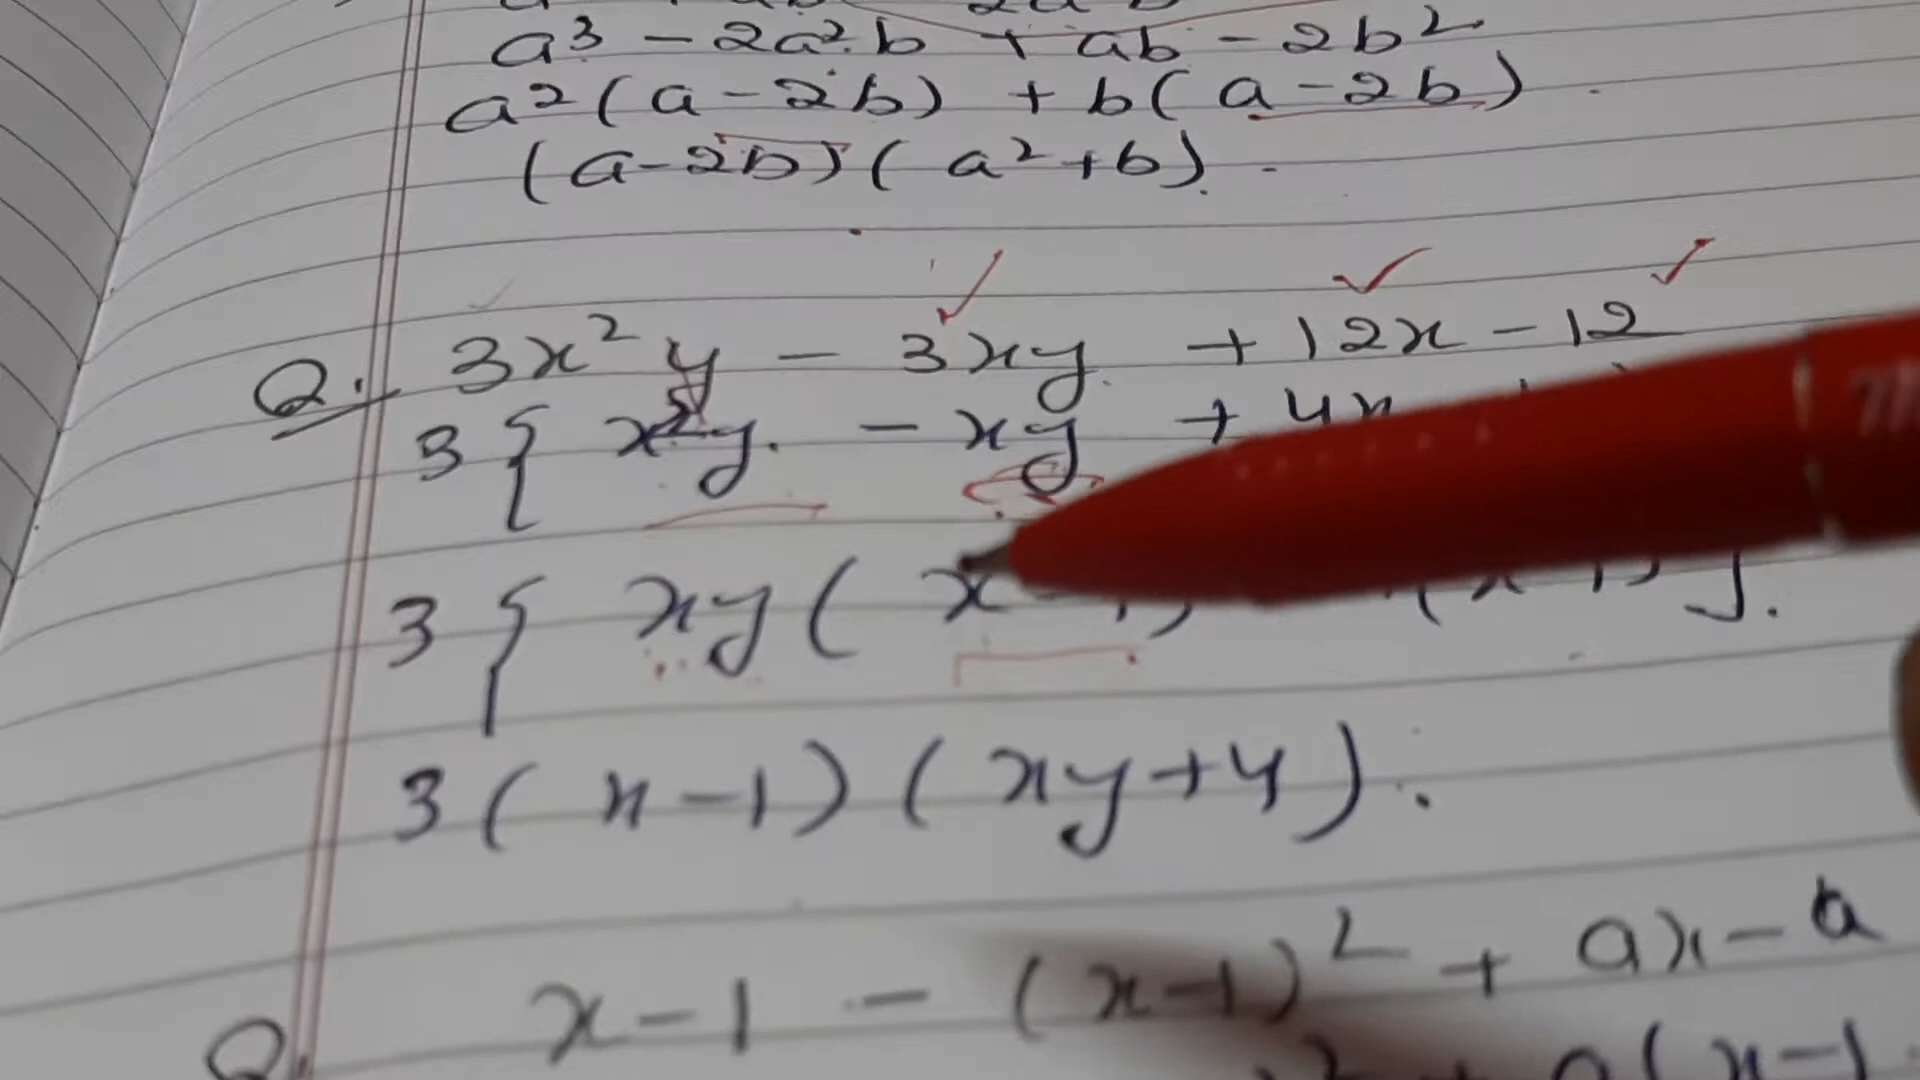 a³ - 2a²b + ab - 2b²
a²(a-2b) + b(a-2b)
(a-2b)(a²+b)
Q. 3x²y - 3xy + 12x - 12
3{ x²y - xy + 4x
3{ xy( x
3(x-1)(xy+4).
Q x-1 - (x-1)² + ax-a
a(x-1